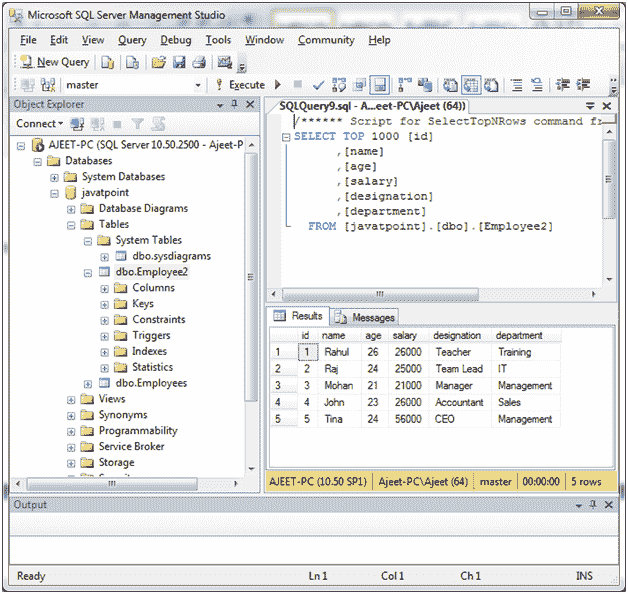 Microsoft SQL Server Management Studio
File Edit View Query Debug Tools Window Community Help
New Query
master Execute
Object Explorer
Connect
AJEET-PC (SQL Server 10.50.2500 - Ajeet-P
Databases
System Databases
javatpoint
Database Diagrams
Tables
System Tables
dbo.sysdiagrams
dbo.Employee2
Columns
Keys
Constraints
Triggers
Indexes
Statistics
dbo.Employees
Views
Synonyms
Programmability
Service Broker
Storage
SQLQuery9.sql - A...eet-PC\Ajeet (64))
/****** Script for SelectTopNRows command fr
SELECT TOP 1000 [id]
,[name]
,[age]
,[salary]
,[designation]
,[department]
FROM [javatpoint].[dbo].[Employee2]
Results Messages
id name age salary designation department
1 1 Rahul 26 26000 Teacher Training
2 2 Raj 24 25000 Team Lead IT
3 3 Mohan 21 21000 Manager Management
4 4 John 23 26000 Accountant Sales
5 5 Tina 24 56000 CEO Management
AJEET-PC (10.50 SP1) Ajeet-PC\Ajeet (64) master 00:00:00 5 rows
Output
Ready Ln 1 Col 1 Ch 1 INS